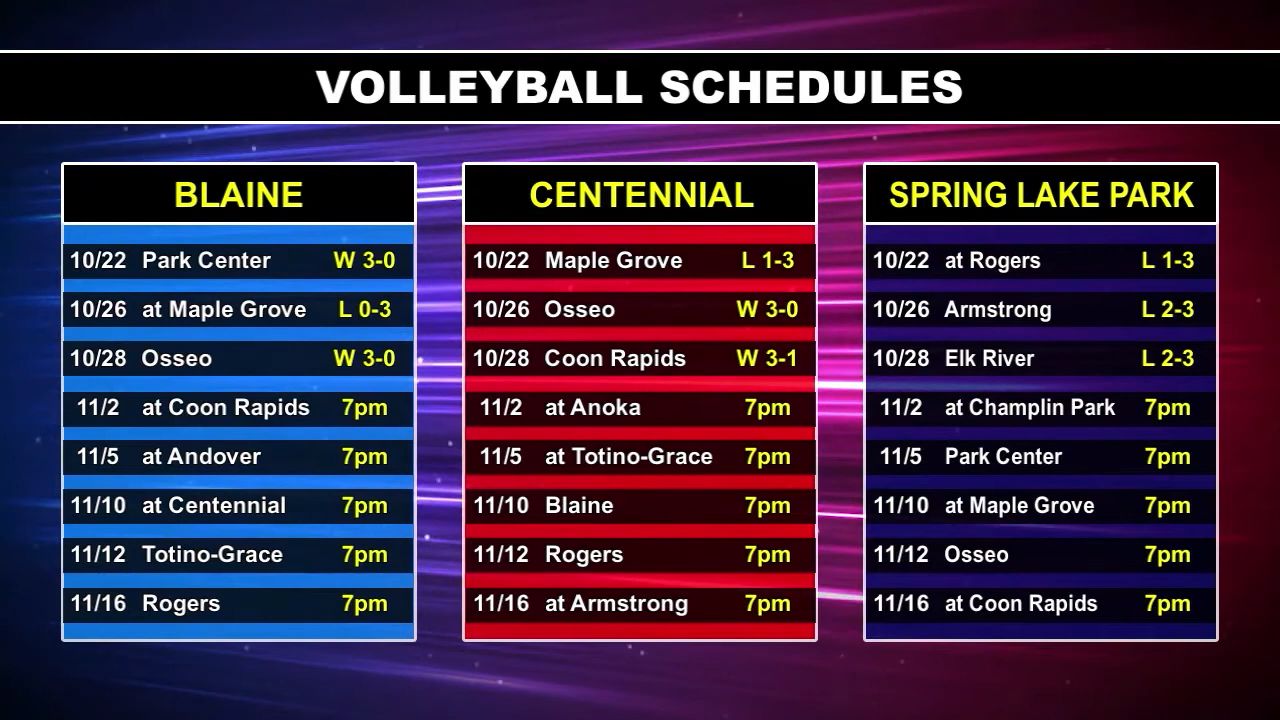 VOLLEYBALL SCHEDULES
BLAINE
10/22 Park Center W 3-0
10/26 at Maple Grove L 0-3
10/28 Osseo W 3-0
11/2 at Coon Rapids 7pm
11/5 at Andover 7pm
11/10 at Centennial 7pm
11/12 Totino-Grace 7pm
11/16 Rogers 7pm
CENTENNIAL
10/22 Maple Grove L 1-3
10/26 Osseo W 3-0
10/28 Coon Rapids W 3-1
11/2 at Anoka 7pm
11/5 at Totino-Grace 7pm
11/10 Blaine 7pm
11/12 Rogers 7pm
11/16 at Armstrong 7pm
SPRING LAKE PARK
10/22 at Rogers L 1-3
10/26 Armstrong L 2-3
10/28 Elk River L 2-3
11/2 at Champlin Park 7pm
11/5 Park Center 7pm
11/10 at Maple Grove 7pm
11/12 Osseo 7pm
11/16 at Coon Rapids 7pm